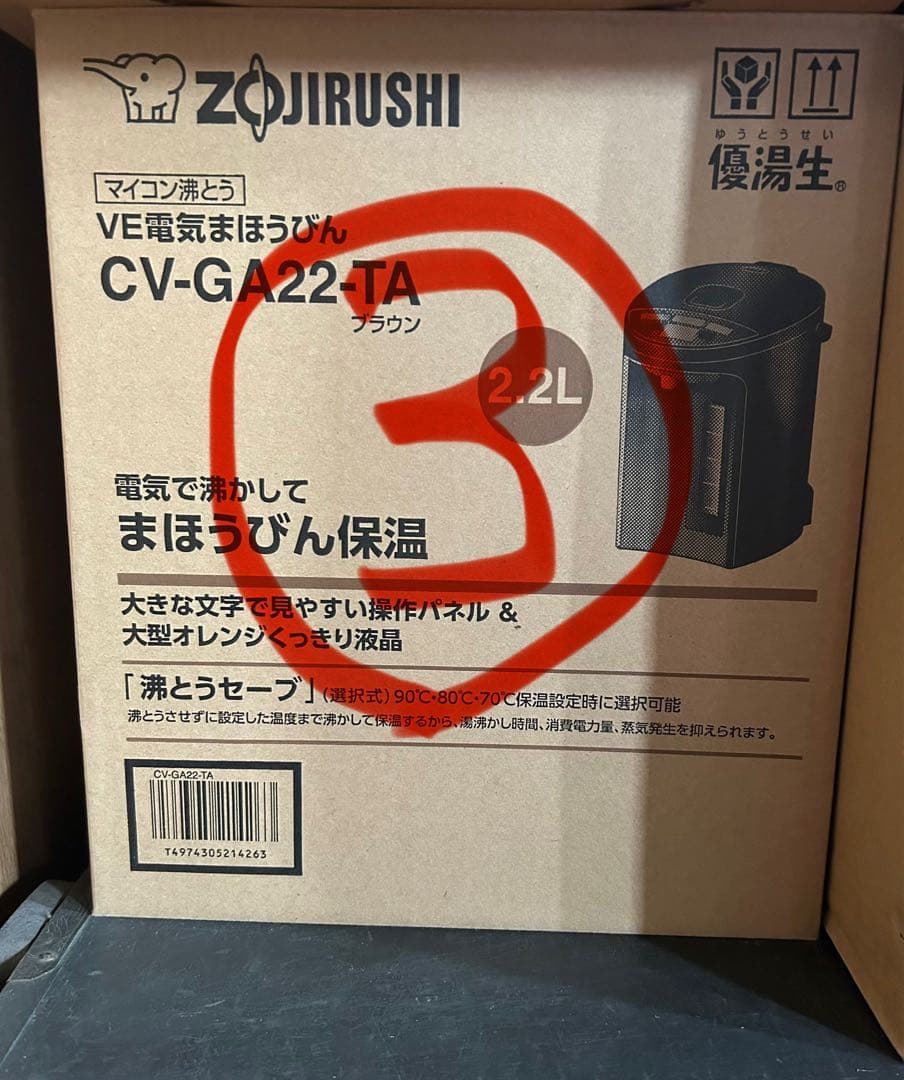 ZOJIRUSHI
ゆうとうせい
優湯生®
マイコン沸とう
VE電気まほうびん
CV-GA22-TA
ブラウン
3
2.2L
電気で沸かして
まほうびん保温
大きな文字で見やすい操作パネル &
大型オレンジくっきり液晶
「沸とうセーブ」(選択式)90℃・80℃・70℃保温設定時に選択可能
沸とうさせずに設定した温度まで沸かして保温するから、湯沸かし時間、消費電力量、蒸気発生を抑えられます。
CV-GA22-TA
T4974305214263